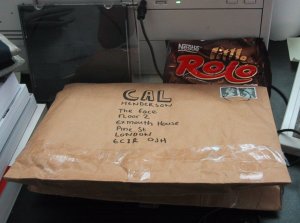 Nestlé
Rolo
CAL
HENDERSON
The Face
Floor 2
Exmouth House
Pine St
LONDON
EC1R 0JH